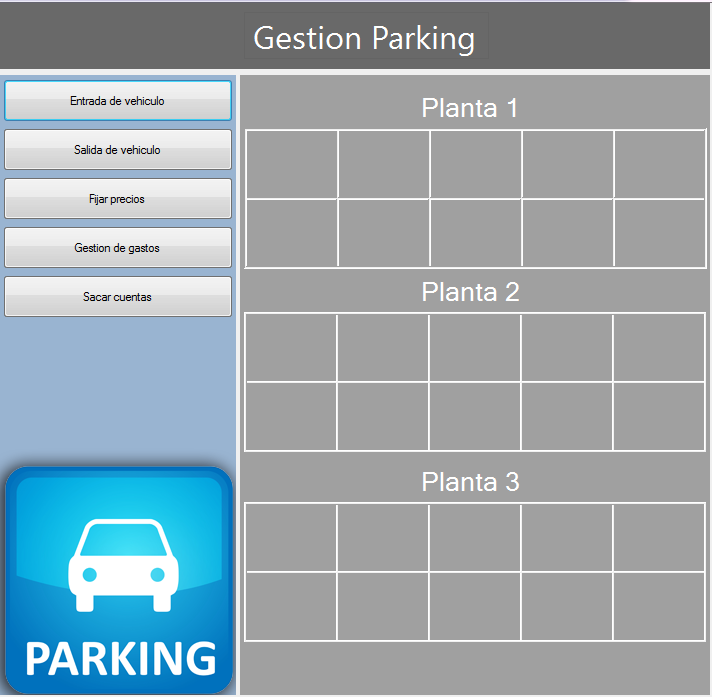 Gestion Parking
Entrada de vehiculo
Salida de vehiculo
Fijar precios
Gestion de gastos
Sacar cuentas
PARKING
Planta 1
Planta 2
Planta 3